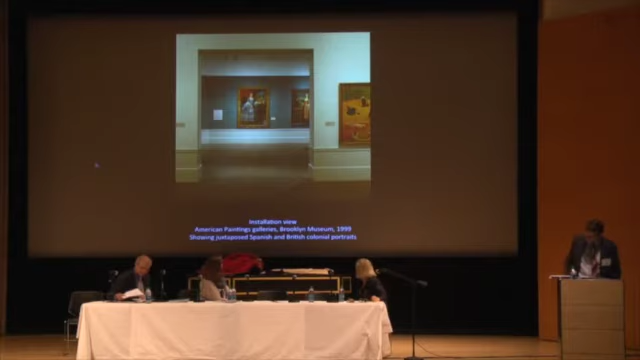 Installation view
American Paintings galleries, Brooklyn Museum, 1999
Showing juxtaposed Spanish and British colonial portraits